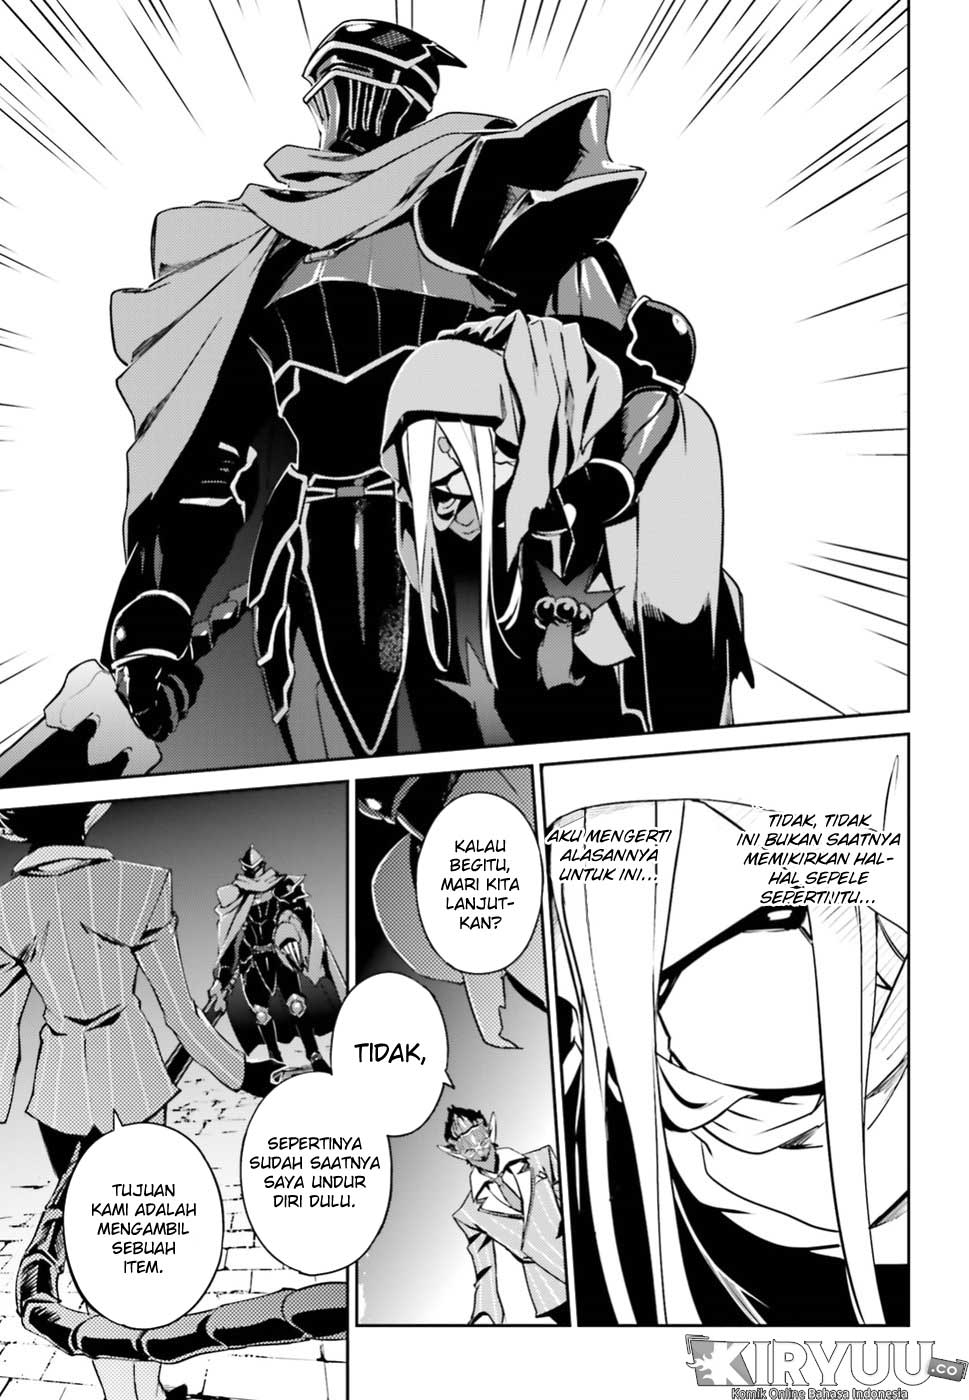 TIDAK, TIDAK
INI BUKAN SAATNYA
MEMIKIRKAN HAL-
HAL SEPELE
SEPERTI ITU...
AKU MENGERTI
ALASANNYA
UNTUK INI...
KALAU
BEGITU,
MARI KITA
LANJUT-
KAN?
TIDAK,
SEPERTINYA
SUDAH SAATNYA
SAYA UNDUR
DIRI DULU.
TUJUAN
KAMI ADALAH
MENGAMBIL
SEBUAH
ITEM.
KIRYUU.co
Komik Online Bahasa Indonesia